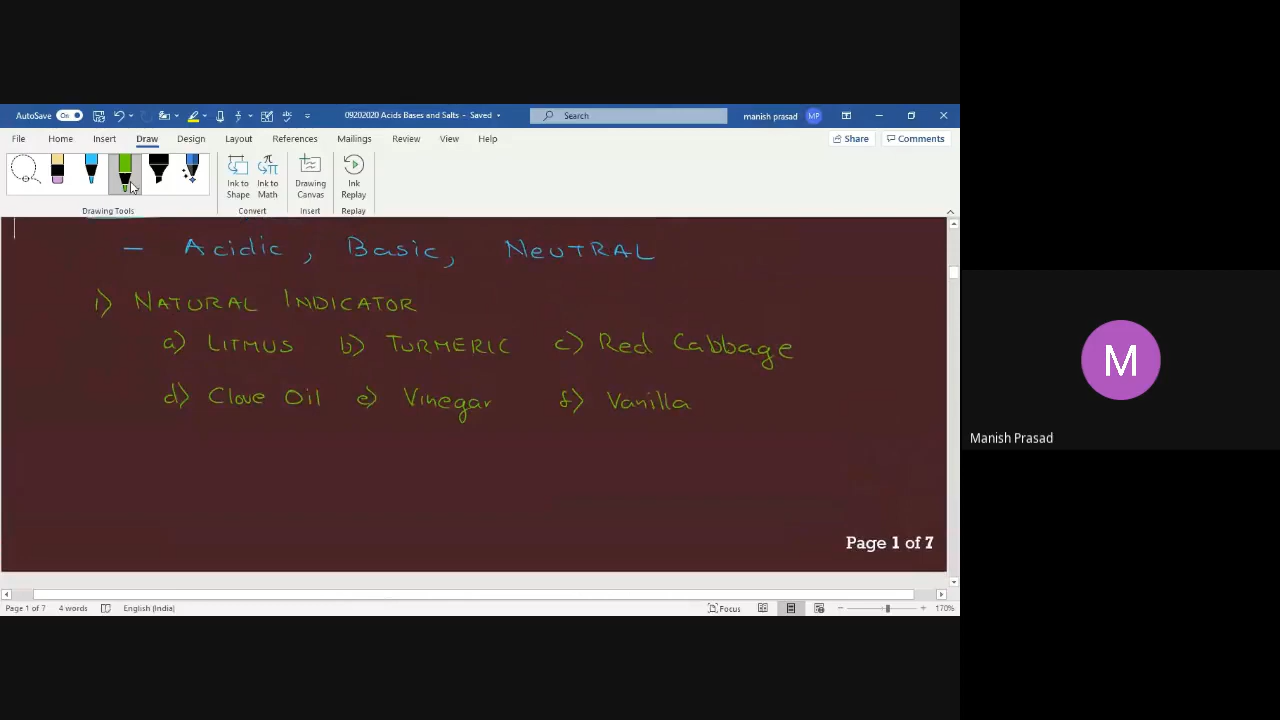 AutoSave On 09202020 Acids Bases and Salts - Saved Search manish prasad MP
File Home Insert Draw Design Layout References Mailings Review View Help Share Comments
Ink to Shape Ink to Math Drawing Canvas Ink Replay
Drawing Tools Convert Insert Replay
— Acidic, Basic, NEUTRAL
i) NATURAL INDICATOR
a) LITMUS b) TURMERIC c) Red Cabbage
d) Clove Oil e) Vinegar f) Vanilla
Page 1 of 7
Page 1 of 7 4 words English (India) Focus 170%
M
Manish Prasad